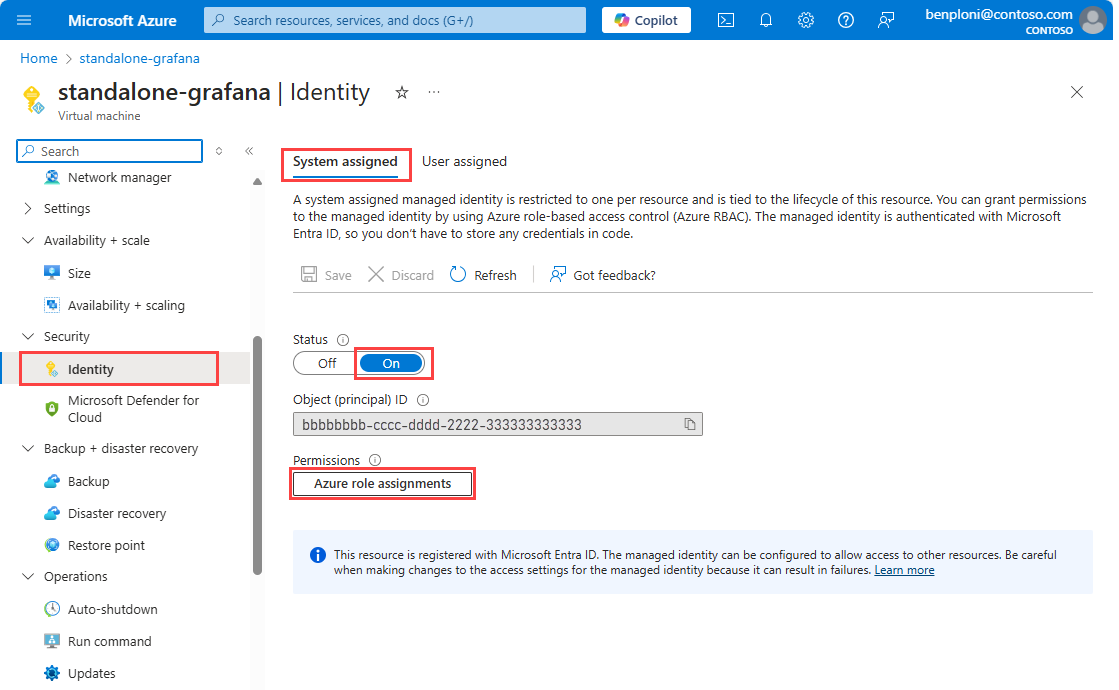 Microsoft Azure
Search resources, services, and docs (G+/)
Copilot
benploni@contoso.com
CONTOSO
Home > standalone-grafana
standalone-grafana | Identity
Virtual machine
Search
Network manager
Settings
Availability + scale
Size
Availability + scaling
Security
Identity
Microsoft Defender for
Cloud
Backup + disaster recovery
Backup
Disaster recovery
Restore point
Operations
Auto-shutdown
Run command
Updates
System assigned
User assigned
A system assigned managed identity is restricted to one per resource and is tied to the lifecycle of this resource. You can grant permissions
to the managed identity by using Azure role-based access control (Azure RBAC). The managed identity is authenticated with Microsoft
Entra ID, so you don’t have to store any credentials in code.
Save
Discard
Refresh
Got feedback?
Status
Off
On
Object (principal) ID
bbbbbbbb-cccc-dddd-2222-333333333333
Permissions
Azure role assignments
This resource is registered with Microsoft Entra ID. The managed identity can be configured to allow access to other resources. Be careful
when making changes to the access settings for the managed identity because it can result in failures. Learn more